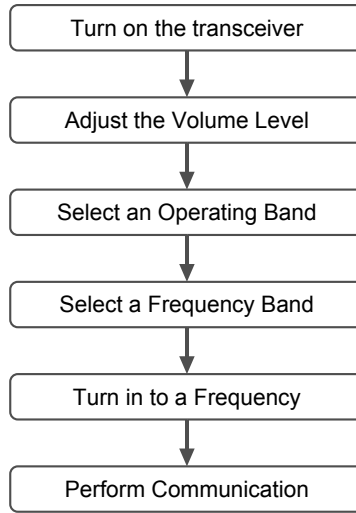 Turn on the transceiver
Adjust the Volume Level
Select an Operating Band
Select a Frequency Band
Turn in to a Frequency
Perform Communication